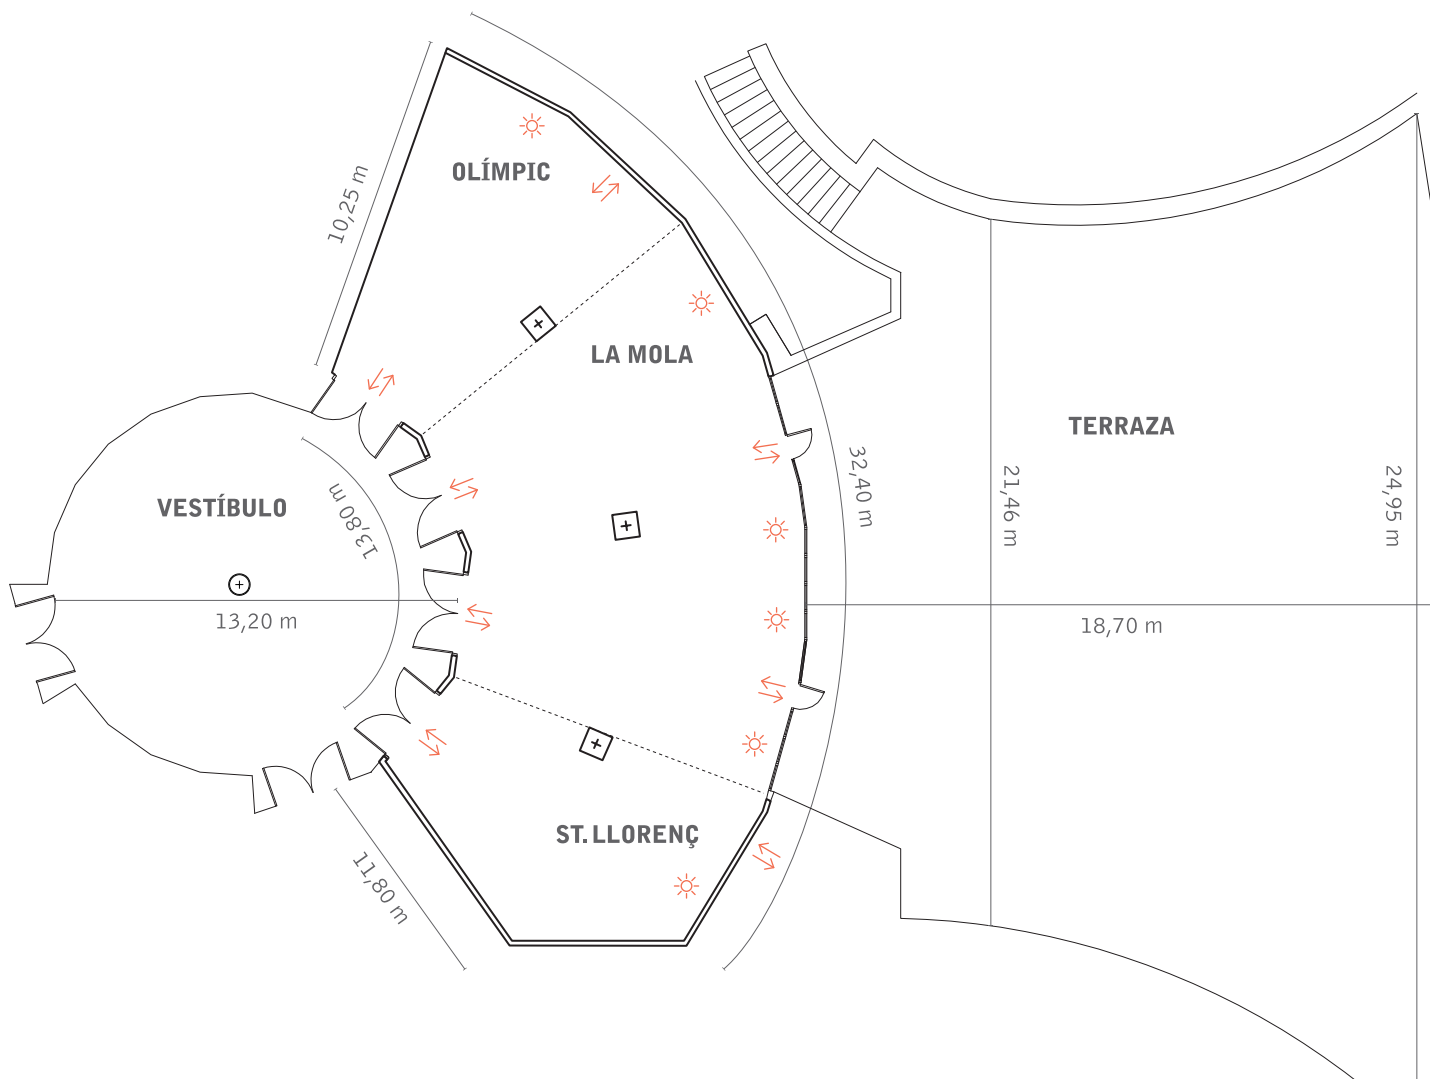 10,25 m
OLÍMPIC
LA MOLA
TERRAZA
32,40 m
21,46 m
24,95 m
VESTÍBULO
13,80 m
13,20 m
18,70 m
ST. LLORENÇ
11,80 m